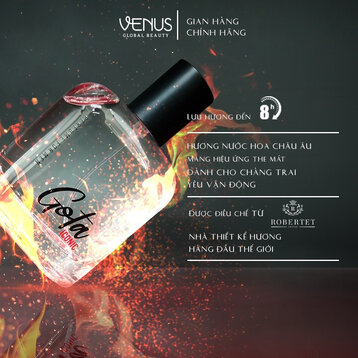 VENUS
GLOBAL BEAUTY
GIAN HÀNG
CHÍNH HÃNG
LƯU HƯƠNG ĐẾN 8h
HƯƠNG NƯỚC HOA CHÂU ÂU
MANG HIỆU ỨNG THE MÁT
DÀNH CHO CHÀNG TRAI
YÊU VẬN ĐỘNG
ĐƯỢC ĐIỀU CHẾ TỪ
R
ROBERTET
NHÀ THIẾT KẾ HƯƠNG
HÀNG ĐẦU THẾ GIỚI
Gota
ICONIC